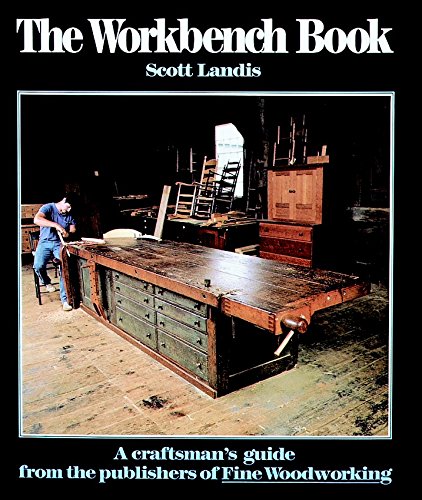 The Workbench Book
Scott Landis
A craftsman's guide
from the publishers of Fine Woodworking